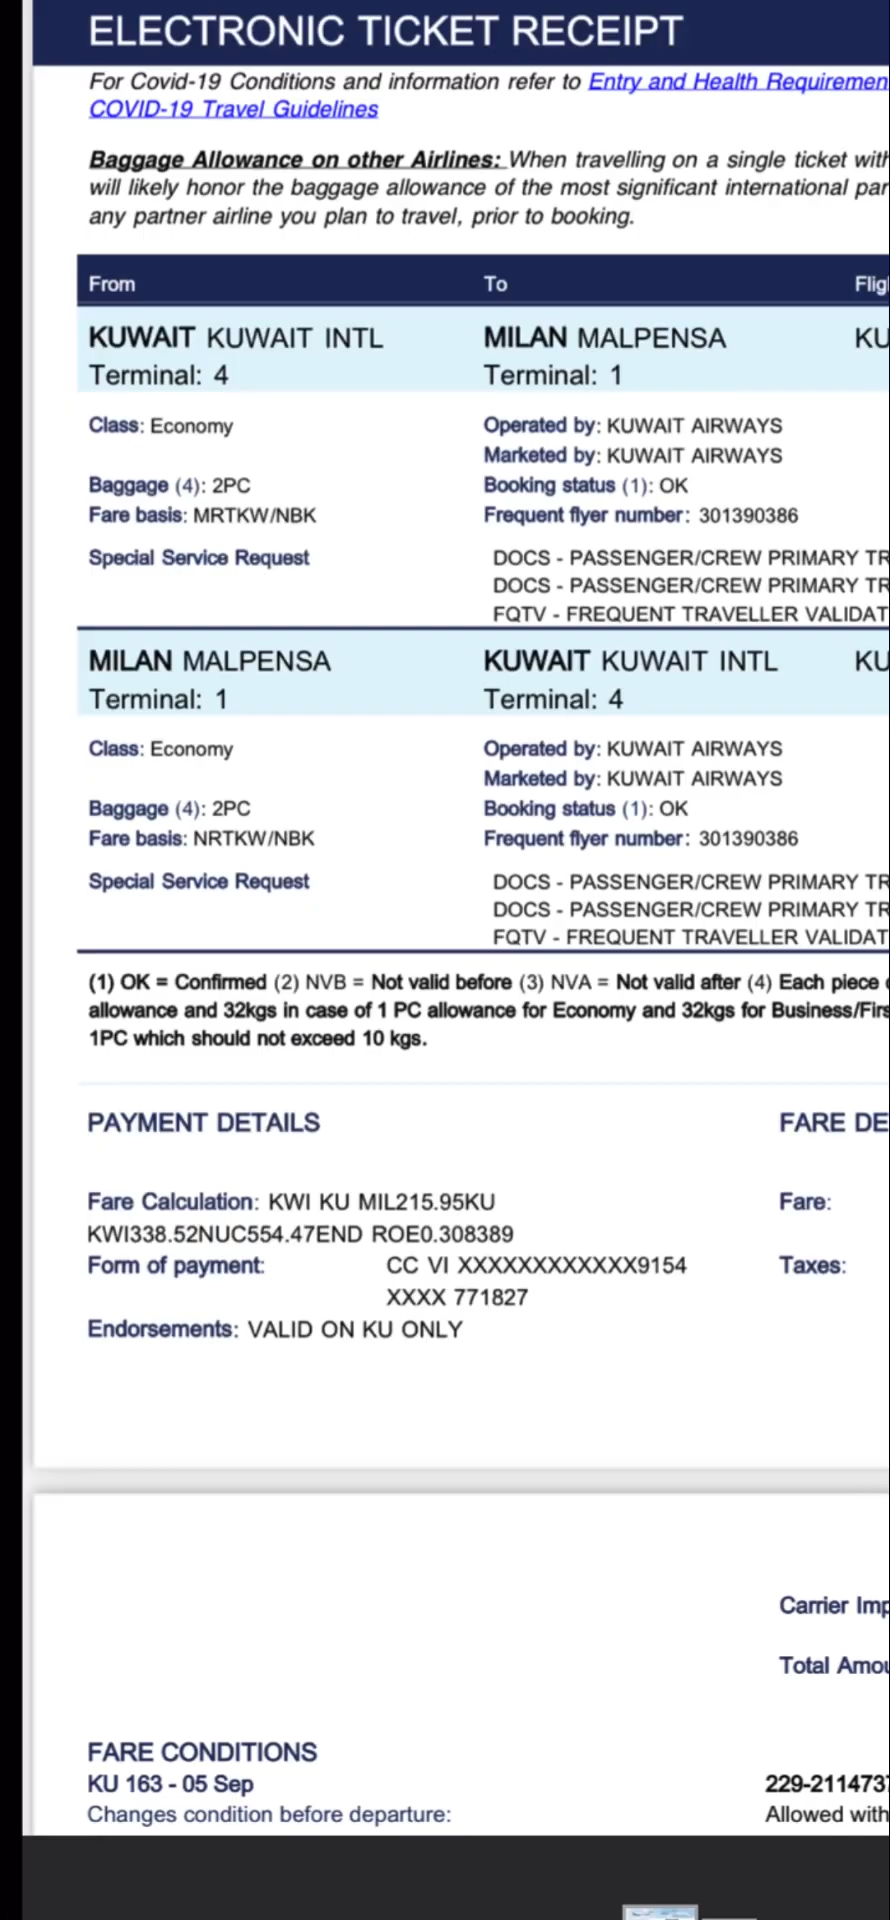 ELECTRONIC TICKET RECEIPT
For Covid-19 Conditions and information refer to Entry and Health Requiremen
COVID-19 Travel Guidelines
Baggage Allowance on other Airlines: When travelling on a single ticket with
will likely honor the baggage allowance of the most significant international par
any partner airline you plan to travel, prior to booking.
From To Flig
KUWAIT KUWAIT INTL MILAN MALPENSA KU
Terminal: 4 Terminal: 1
Class: Economy Operated by: KUWAIT AIRWAYS
Marketed by: KUWAIT AIRWAYS
Baggage (4): 2PC Booking status (1): OK
Fare basis: MRTKW/NBK Frequent flyer number: 301390386
Special Service Request DOCS - PASSENGER/CREW PRIMARY TR
DOCS - PASSENGER/CREW PRIMARY TR
FQTV - FREQUENT TRAVELLER VALIDAT
MILAN MALPENSA KUWAIT KUWAIT INTL KU
Terminal: 1 Terminal: 4
Class: Economy Operated by: KUWAIT AIRWAYS
Marketed by: KUWAIT AIRWAYS
Baggage (4): 2PC Booking status (1): OK
Fare basis: NRTKW/NBK Frequent flyer number: 301390386
Special Service Request DOCS - PASSENGER/CREW PRIMARY TR
DOCS - PASSENGER/CREW PRIMARY TR
FQTV - FREQUENT TRAVELLER VALIDAT
(1) OK = Confirmed (2) NVB = Not valid before (3) NVA = Not valid after (4) Each piece
allowance and 32kgs in case of 1 PC allowance for Economy and 32kgs for Business/Firs
1PC which should not exceed 10 kgs.
PAYMENT DETAILS FARE DE
Fare Calculation: KWI KU MIL215.95KU Fare:
KWI338.52NUC554.47END ROE0.308389
Form of payment: CC VI XXXXXXXXXXXX9154 Taxes:
XXXX 771827
Endorsements: VALID ON KU ONLY
Carrier Imp
Total Amou
FARE CONDITIONS
KU 163 - 05 Sep 229-2114737
Changes condition before departure: Allowed with